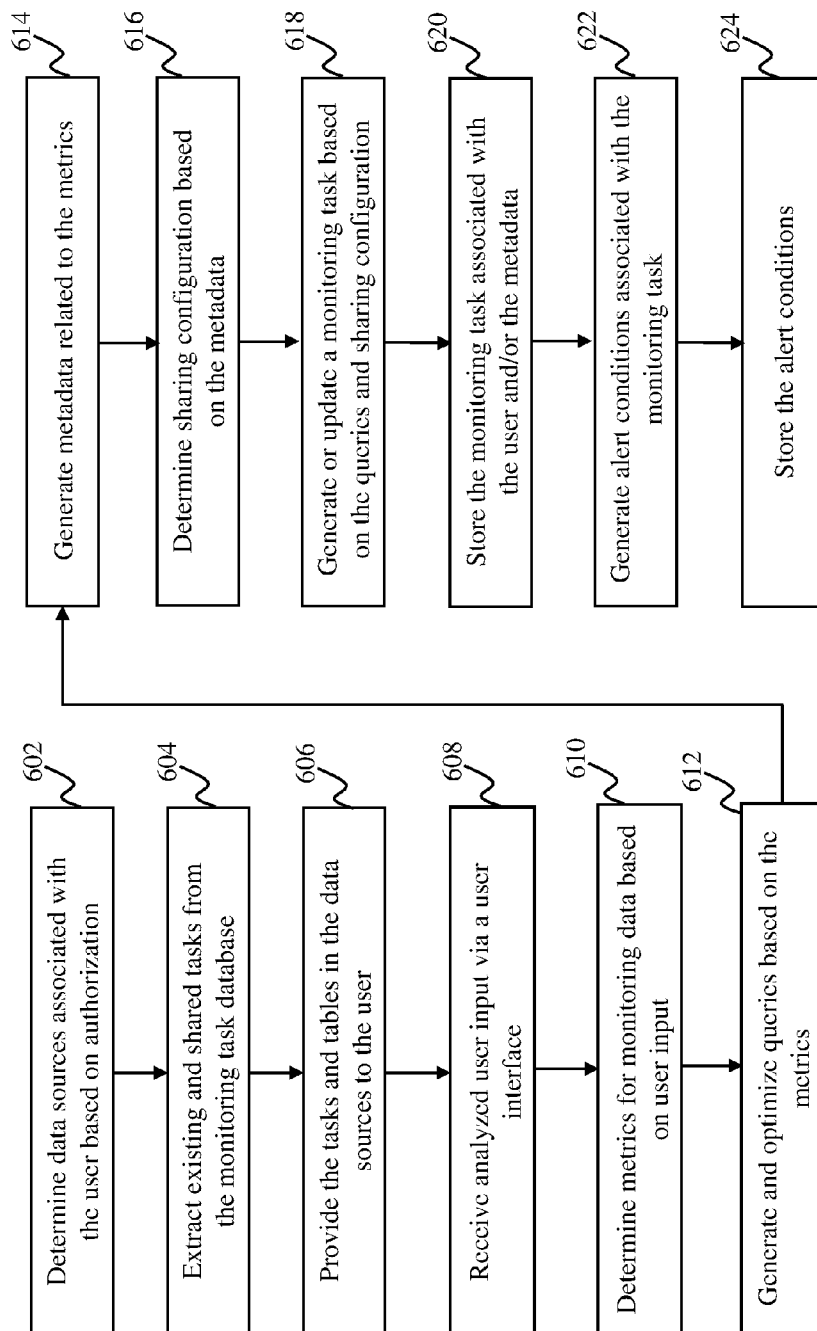 602
Determine data sources associated with
the user based on authorization
604
Extract existing and shared tasks from
the monitoring task database
606
Provide the tasks and tables in the data
sources to the user
608
Receive analyzed user input via a user
interface
610
Determine metrics for monitoring data based
on user input
612
Generate and optimize queries based on the
metrics
614
Generate metadata related to the metrics
616
Determine sharing configuration based
on the metadata
618
Generate or update a monitoring task based
on the queries and sharing configuration
620
Store the monitoring task associated with
the user and/or the metadata
622
Generate alert conditions associated with the
monitoring task
624
Store the alert conditions